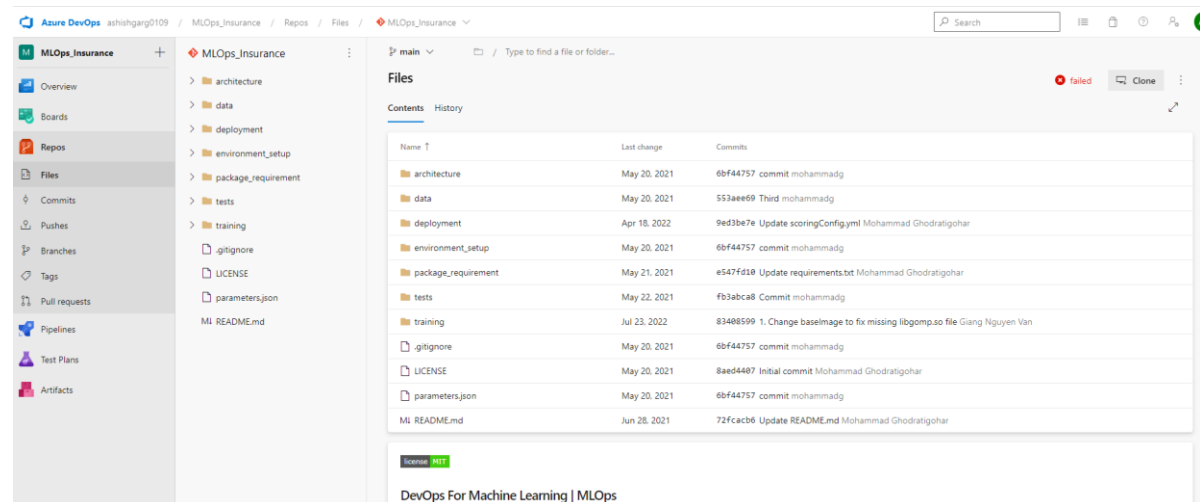 Azure DevOps ashishgarg0109 / MLOps_Insurance / Repos / Files / MLOps_Insurance
Search
M MLOps_Insurance +
Overview
Boards
Repos
Files
Commits
Pushes
Branches
Tags
Pull requests
Pipelines
Test Plans
Artifacts
MLOps_Insurance
architecture
data
deployment
environment_setup
package_requirement
tests
training
.gitignore
LICENSE
parameters.json
M↓ README.md
main / Type to find a file or folder...
Files
failed Clone
Contents History
Name ↑ Last change Commits
architecture May 20, 2021 6bf44757 commit mohammadg
data May 20, 2021 553aee69 Third mohammadg
deployment Apr 18, 2022 9ed3be7e Update scoringConfig.yml Mohammad Ghodratigohar
environment_setup May 20, 2021 6bf44757 commit mohammadg
package_requirement May 21, 2021 e547fd10 Update requirements.txt Mohammad Ghodratigohar
tests May 22, 2021 fb3abca8 Commit mohammadg
training Jul 23, 2022 83408599 1. Change baseImage to fix missing libgomp.so file Giang Nguyen Van
.gitignore May 20, 2021 6bf44757 commit mohammadg
LICENSE May 20, 2021 8aed4407 Initial commit Mohammad Ghodratigohar
parameters.json May 20, 2021 6bf44757 commit mohammadg
M↓ README.md Jun 28, 2021 72fcacb6 Update README.md Mohammad Ghodratigohar
license MIT
DevOps For Machine Learning | MLOps